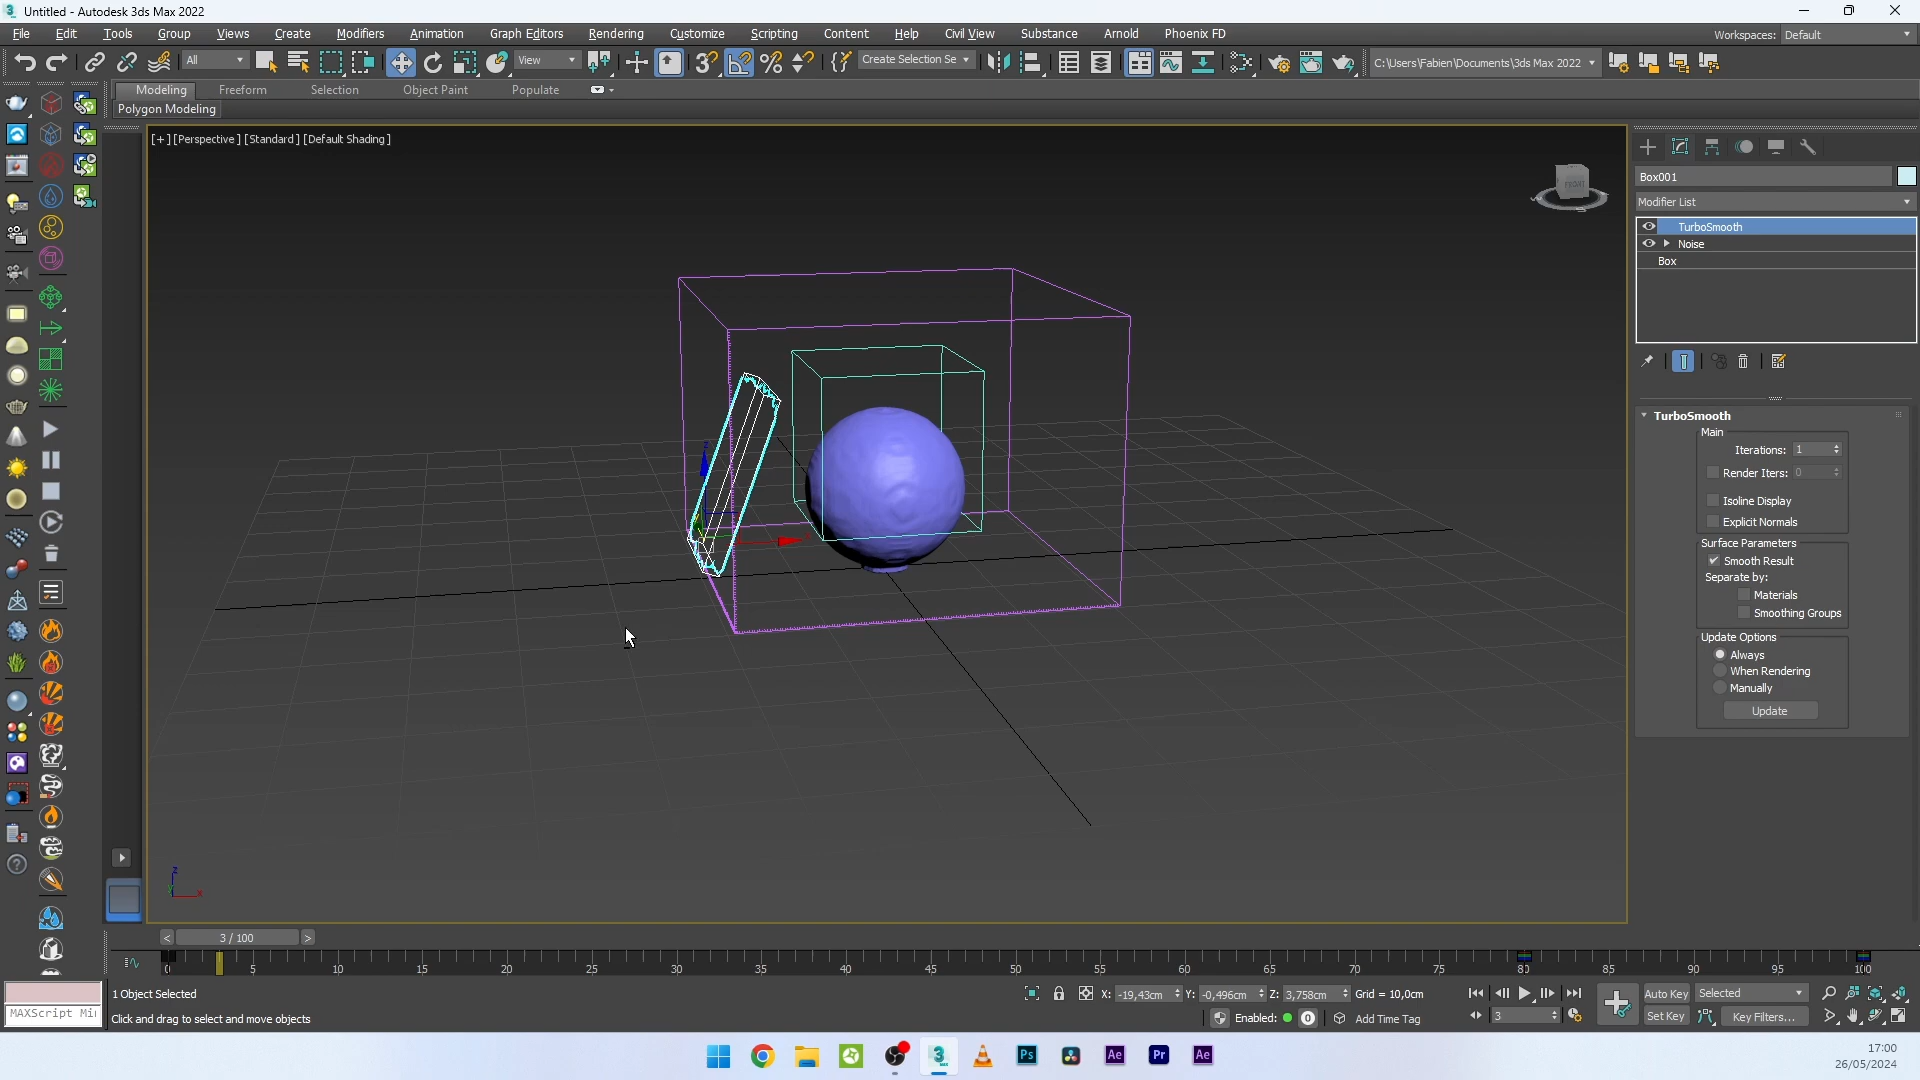 Untitled - Autodesk 3ds Max 2022
File Edit Tools Group Views Create Modifiers Animation Graph Editors Rendering Customize Scripting Content Help Civil View Substance Arnold Phoenix FD
Workspaces: Default
All View Create Selection Se C:\Users\Fabien\Documents\3ds Max 2022
Modeling Freeform Selection Object Paint Populate
Polygon Modeling
[+] [Perspective] [Standard] [Default Shading]
Box001
Modifier List
TurboSmooth
Noise
Box
TurboSmooth
Main
Iterations: 1
Render Iters: 0
Isoline Display
Explicit Normals
Surface Parameters
Smooth Result
Separate by:
Materials
Smoothing Groups
Update Options
Always
When Rendering
Manually
Update
z
x
< 3 / 100 >
0 5 10 15 20 25 30 35 40 45 50 55 60 65 70 75 80 85 90 95 100
1 Object Selected X: -19,43cm Y: -0,496cm Z: 3,758cm Grid = 10,0cm Auto Key Selected
MAXScript Mi
Click and drag to select and move objects Enabled: 0 Add Time Tag 3 Set Key Key Filters...
Ps Ae Pr Ae
17:00
26/05/2024